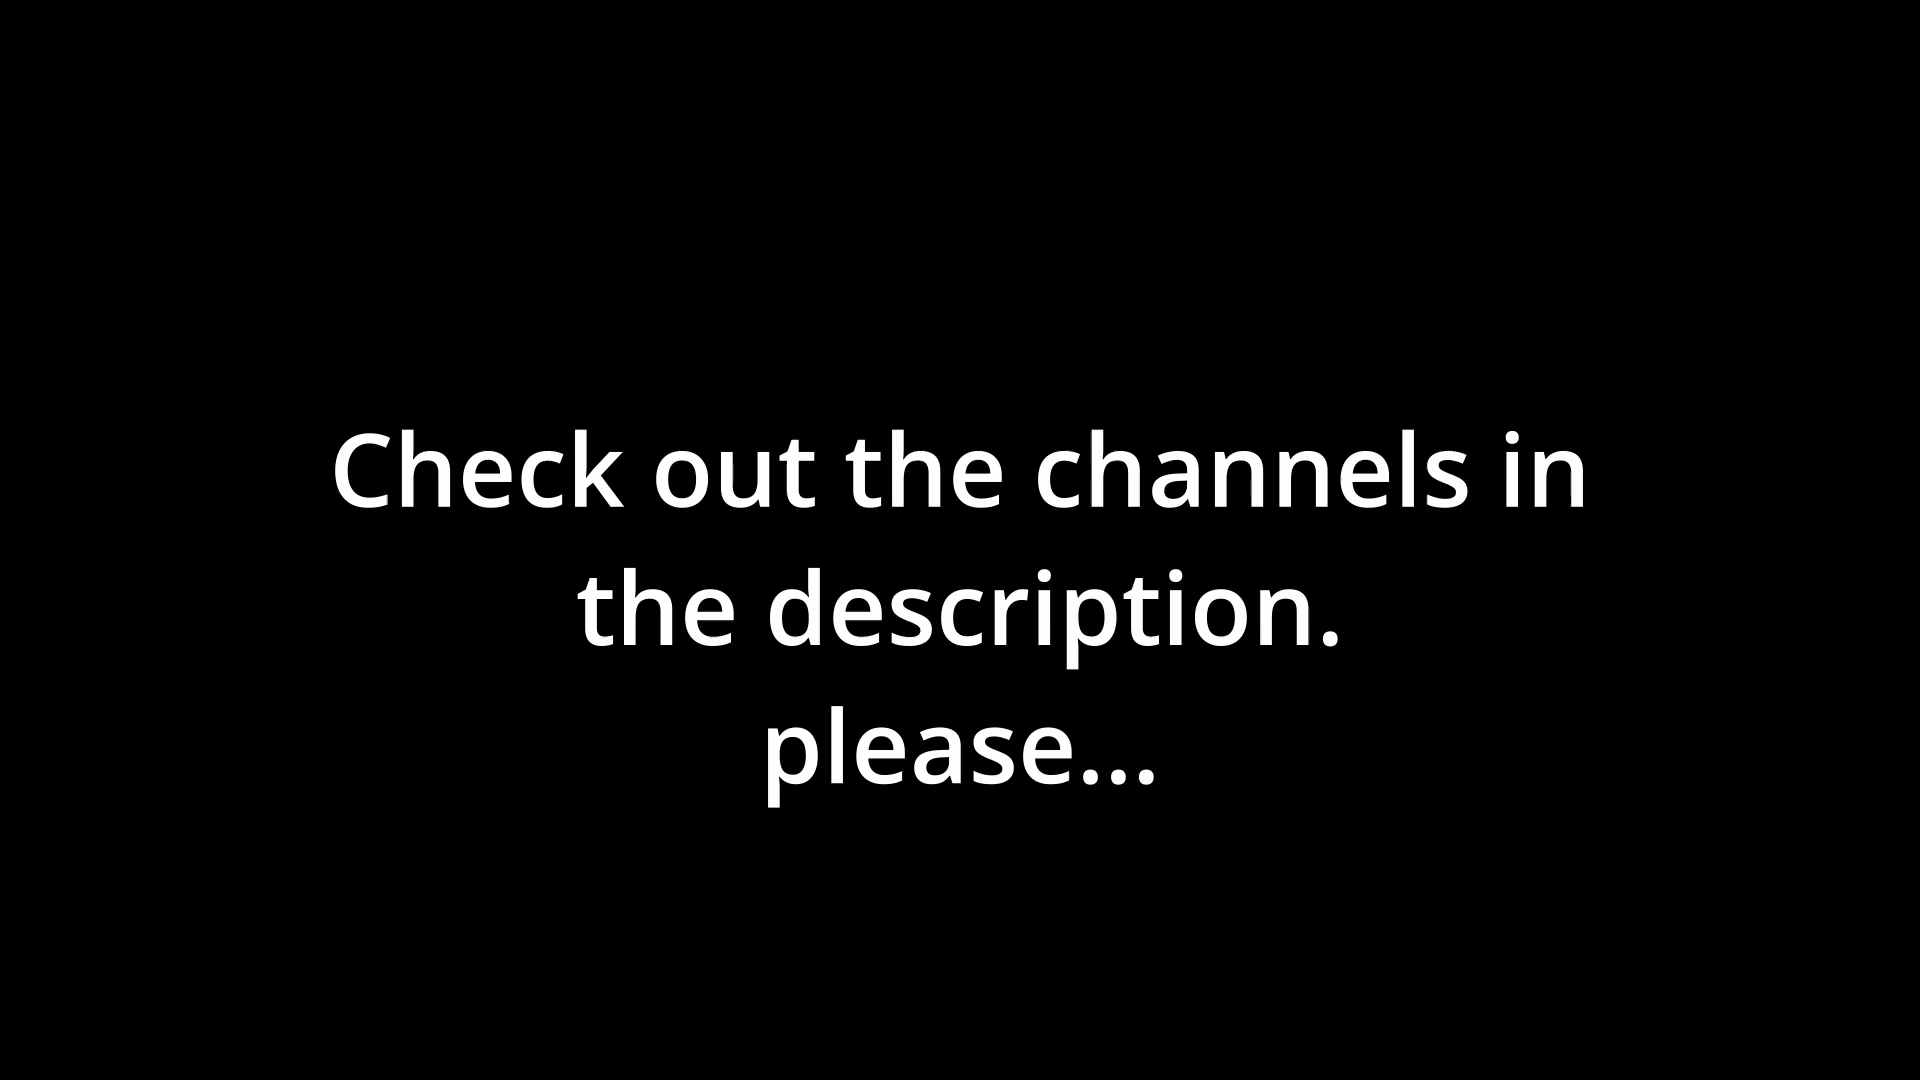 Check out the channels in
the description.
please...